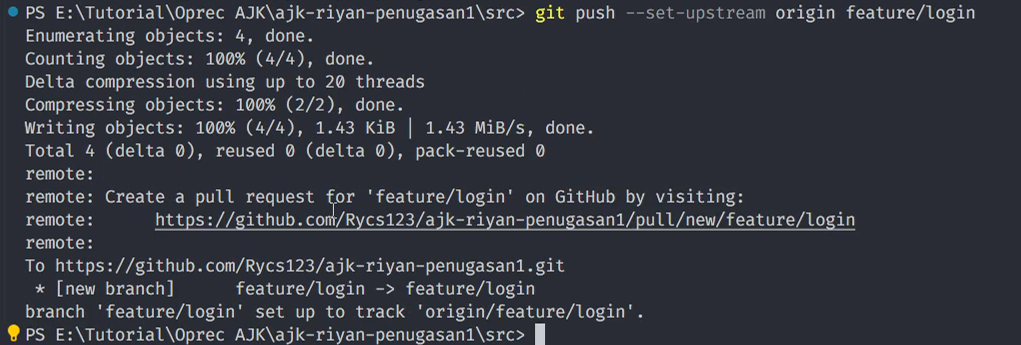 PS E:\Tutorial\Oprec AJK\ajk-riyan-penugasan1\src> git push --set-upstream origin feature/login
Enumerating objects: 4, done.
Counting objects: 100% (4/4), done.
Delta compression using up to 20 threads
Compressing objects: 100% (2/2), done.
Writing objects: 100% (4/4), 1.43 KiB | 1.43 MiB/s, done.
Total 4 (delta 0), reused 0 (delta 0), pack-reused 0
remote:
remote: Create a pull request for 'feature/login' on GitHub by visiting:
remote:      https://github.com/Rycs123/ajk-riyan-penugasan1/pull/new/feature/login
remote:
To https://github.com/Rycs123/ajk-riyan-penugasan1.git
 * [new branch]      feature/login -> feature/login
branch 'feature/login' set up to track 'origin/feature/login'.
PS E:\Tutorial\Oprec AJK\ajk-riyan-penugasan1\src>